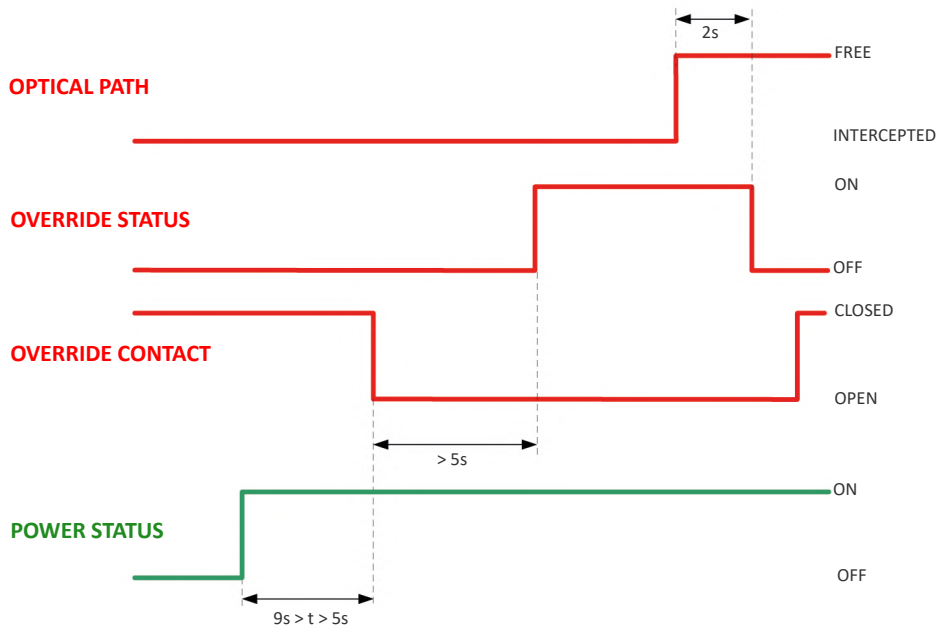 2s
FREE
OPTICAL PATH
INTERCEPTED
ON
OVERRIDE STATUS
OFF
CLOSED
OVERRIDE CONTACT
OPEN
> 5s
ON
POWER STATUS
OFF
9s > t > 5s